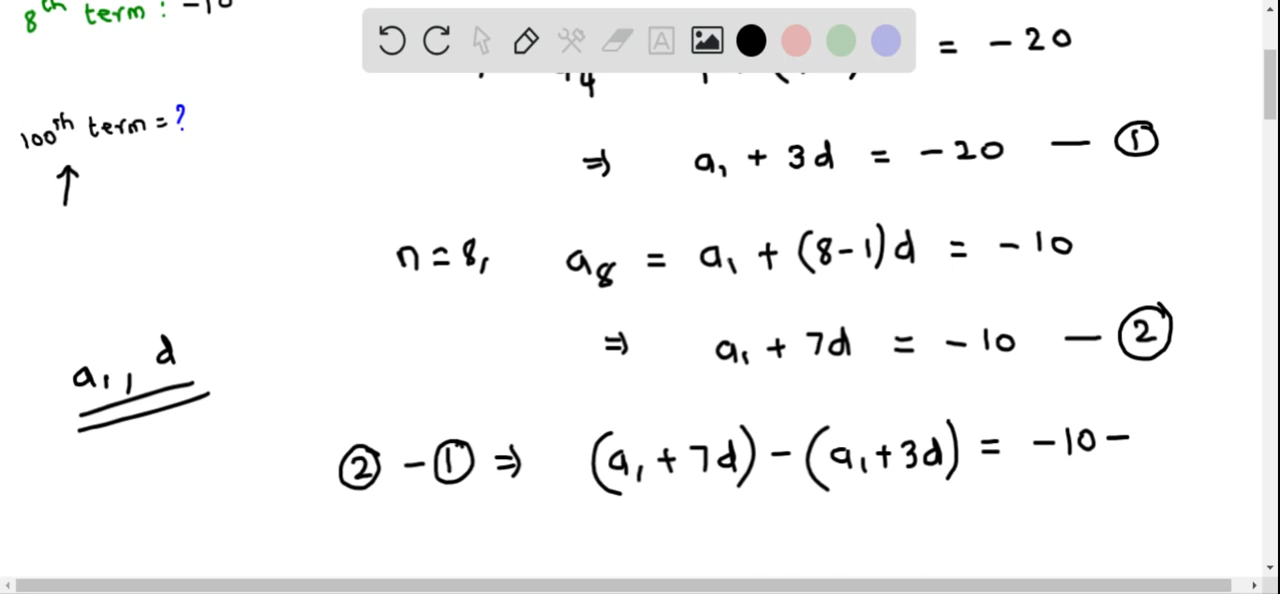 8th term : -10
= - 20
100th term = ?
⇒ a₁ + 3d = - 20 — ①
n = 8, a₈ = a₁ + (8-1)d = - 10
⇒ a₁ + 7d = - 10 — ②
a₁, d
② - ① ⇒ (a₁ + 7d) - (a₁ + 3d) = - 10 -